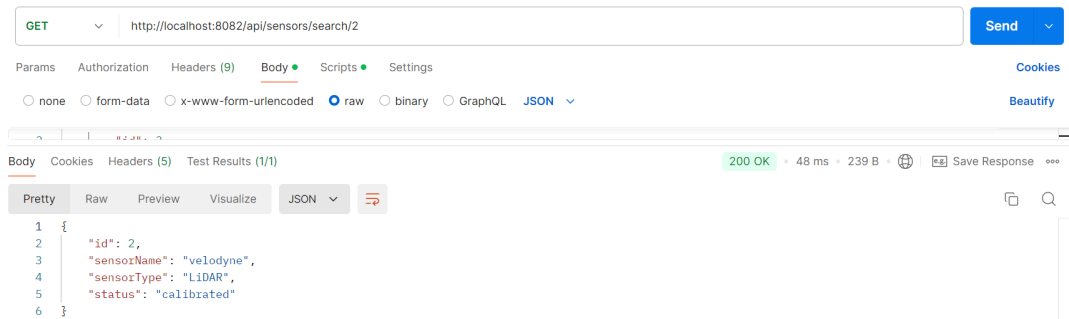 GET http://localhost:8082/api/sensors/search/2 Send
Params Authorization Headers (9) Body Scripts Settings Cookies
none form-data x-www-form-urlencoded raw binary GraphQL JSON Beautify
Body Cookies Headers (5) Test Results (1/1) 200 OK 48 ms 239 B e.g. Save Response
Pretty Raw Preview Visualize JSON
1 {
2 "id": 2,
3 "sensorName": "velodyne",
4 "sensorType": "LiDAR",
5 "status": "calibrated"
6 }